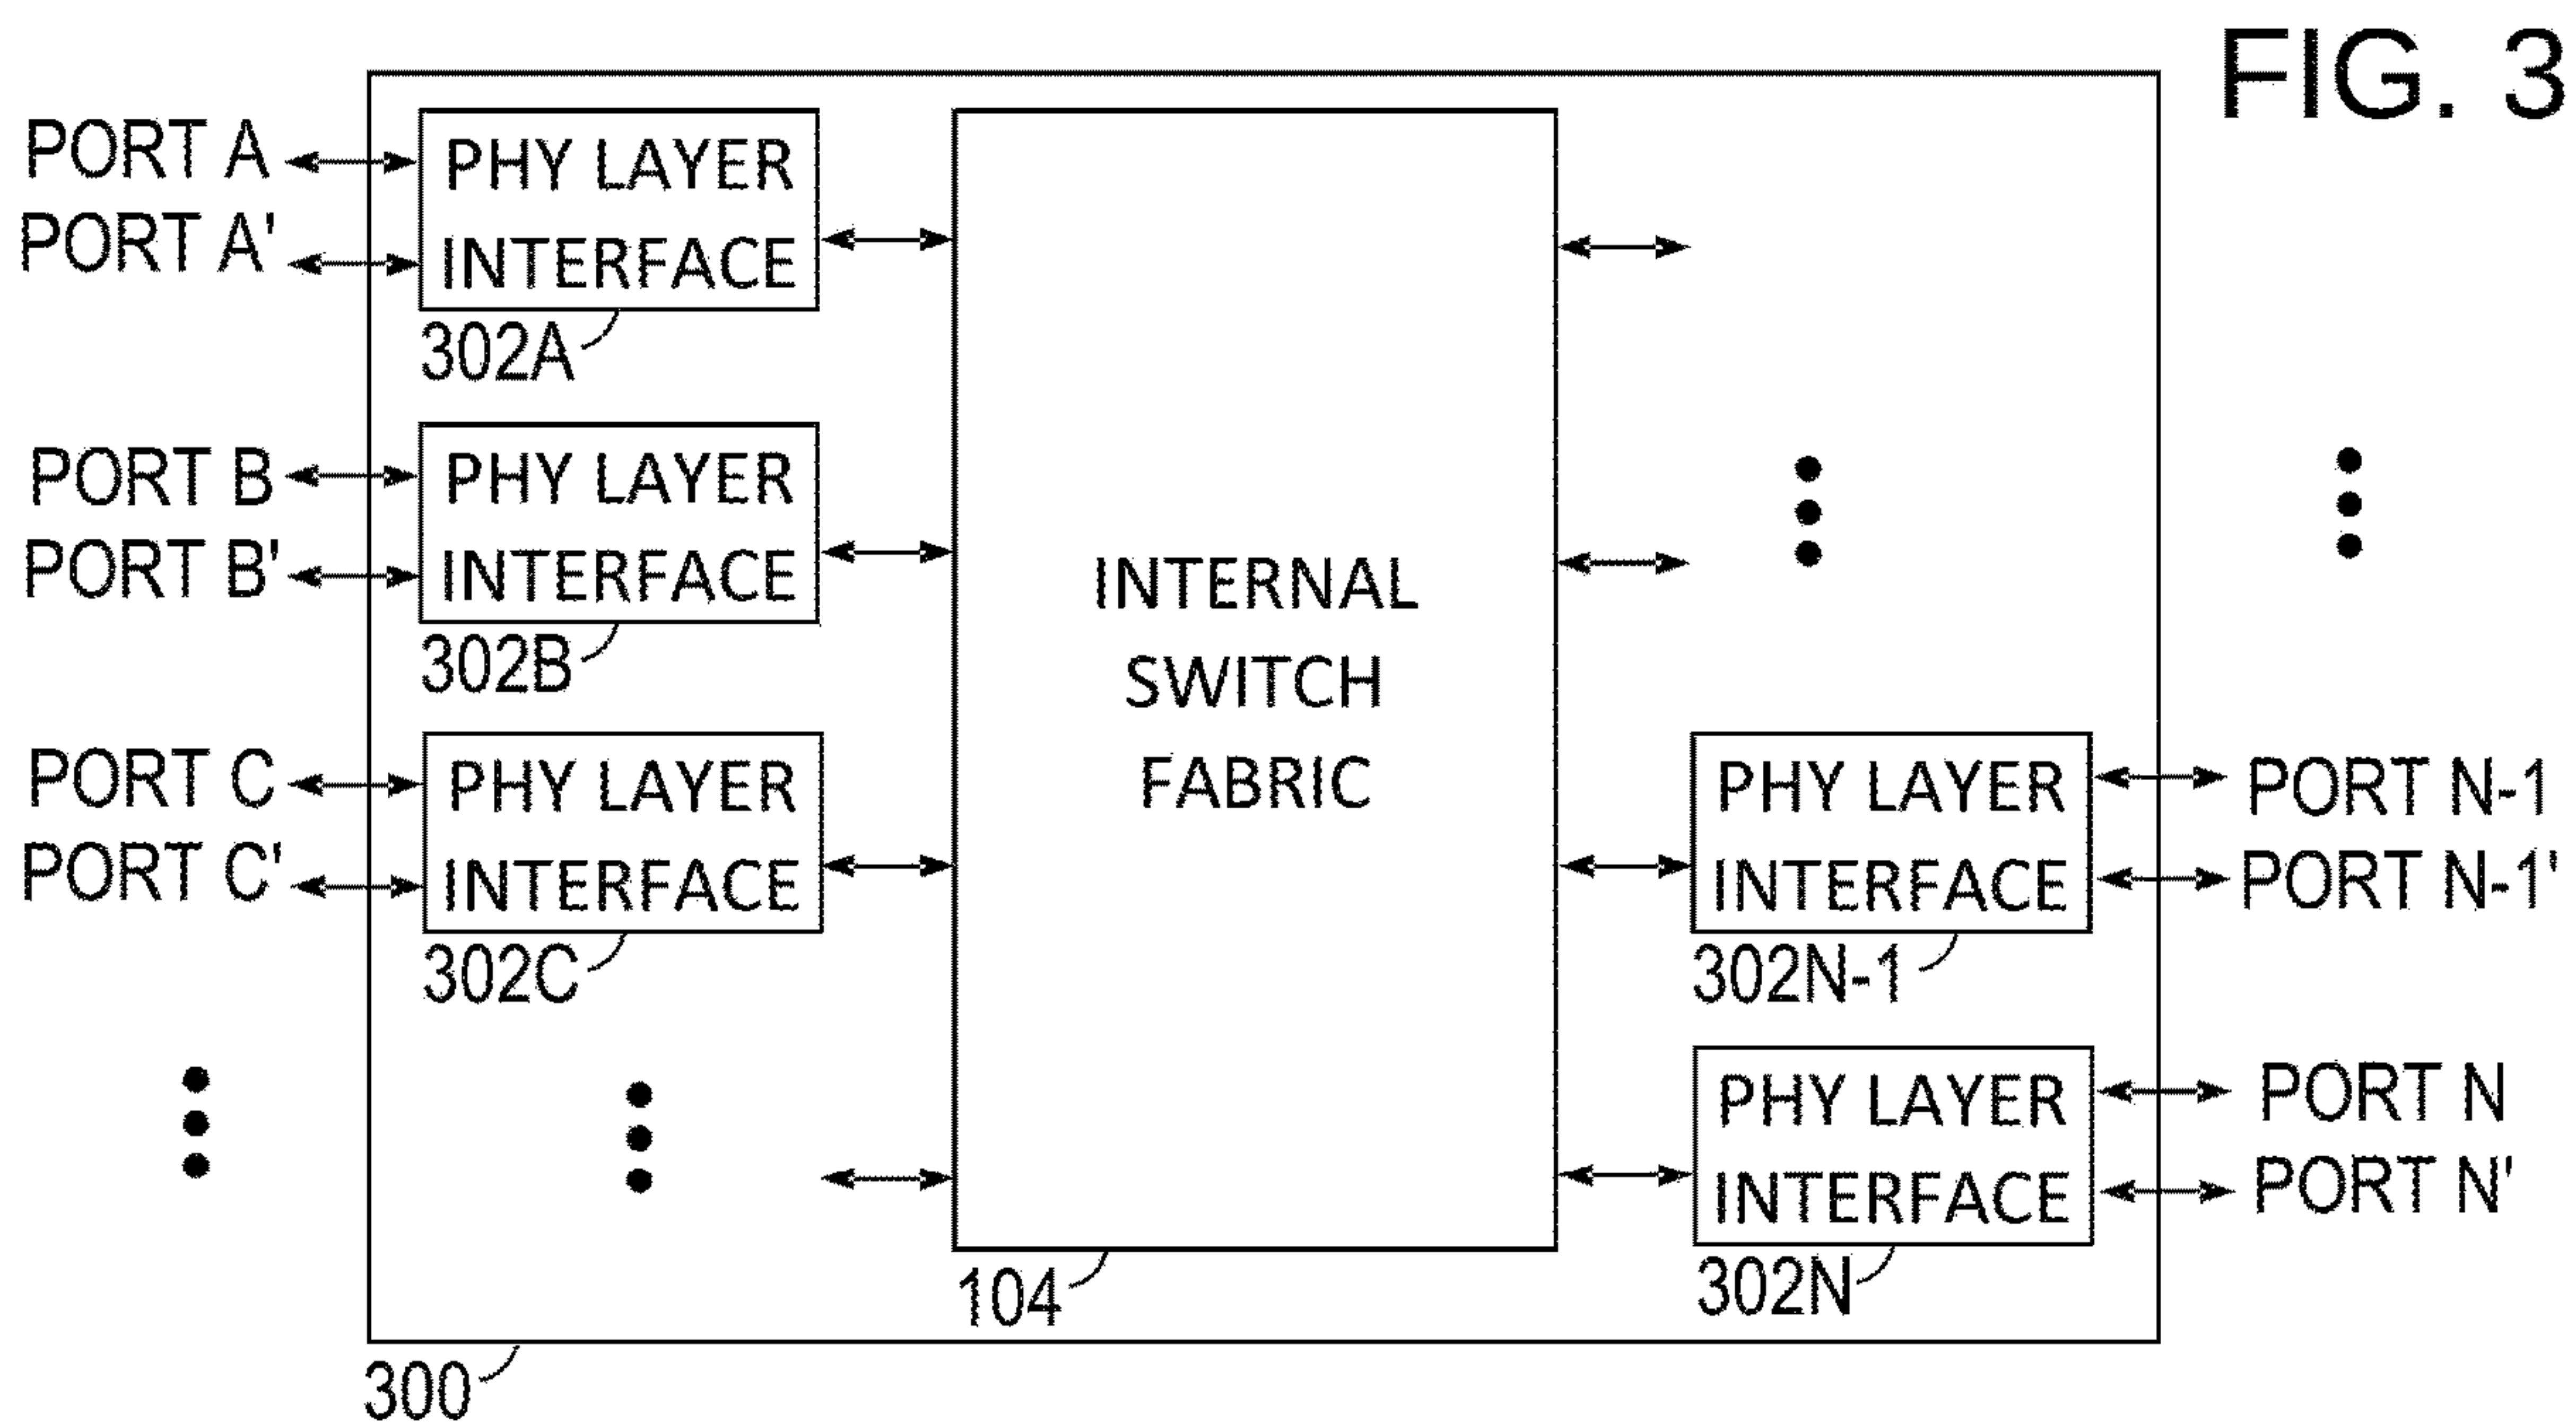 FIG. 3
PORT A
PORT A'
PHY LAYER
INTERFACE
302A
PORT B
PORT B'
PHY LAYER
INTERFACE
302B
PORT C
PORT C'
PHY LAYER
INTERFACE
302C
INTERNAL
SWITCH
FABRIC
104
PHY LAYER
INTERFACE
302N-1
PORT N-1
PORT N-1'
PHY LAYER
INTERFACE
302N
PORT N
PORT N'
300